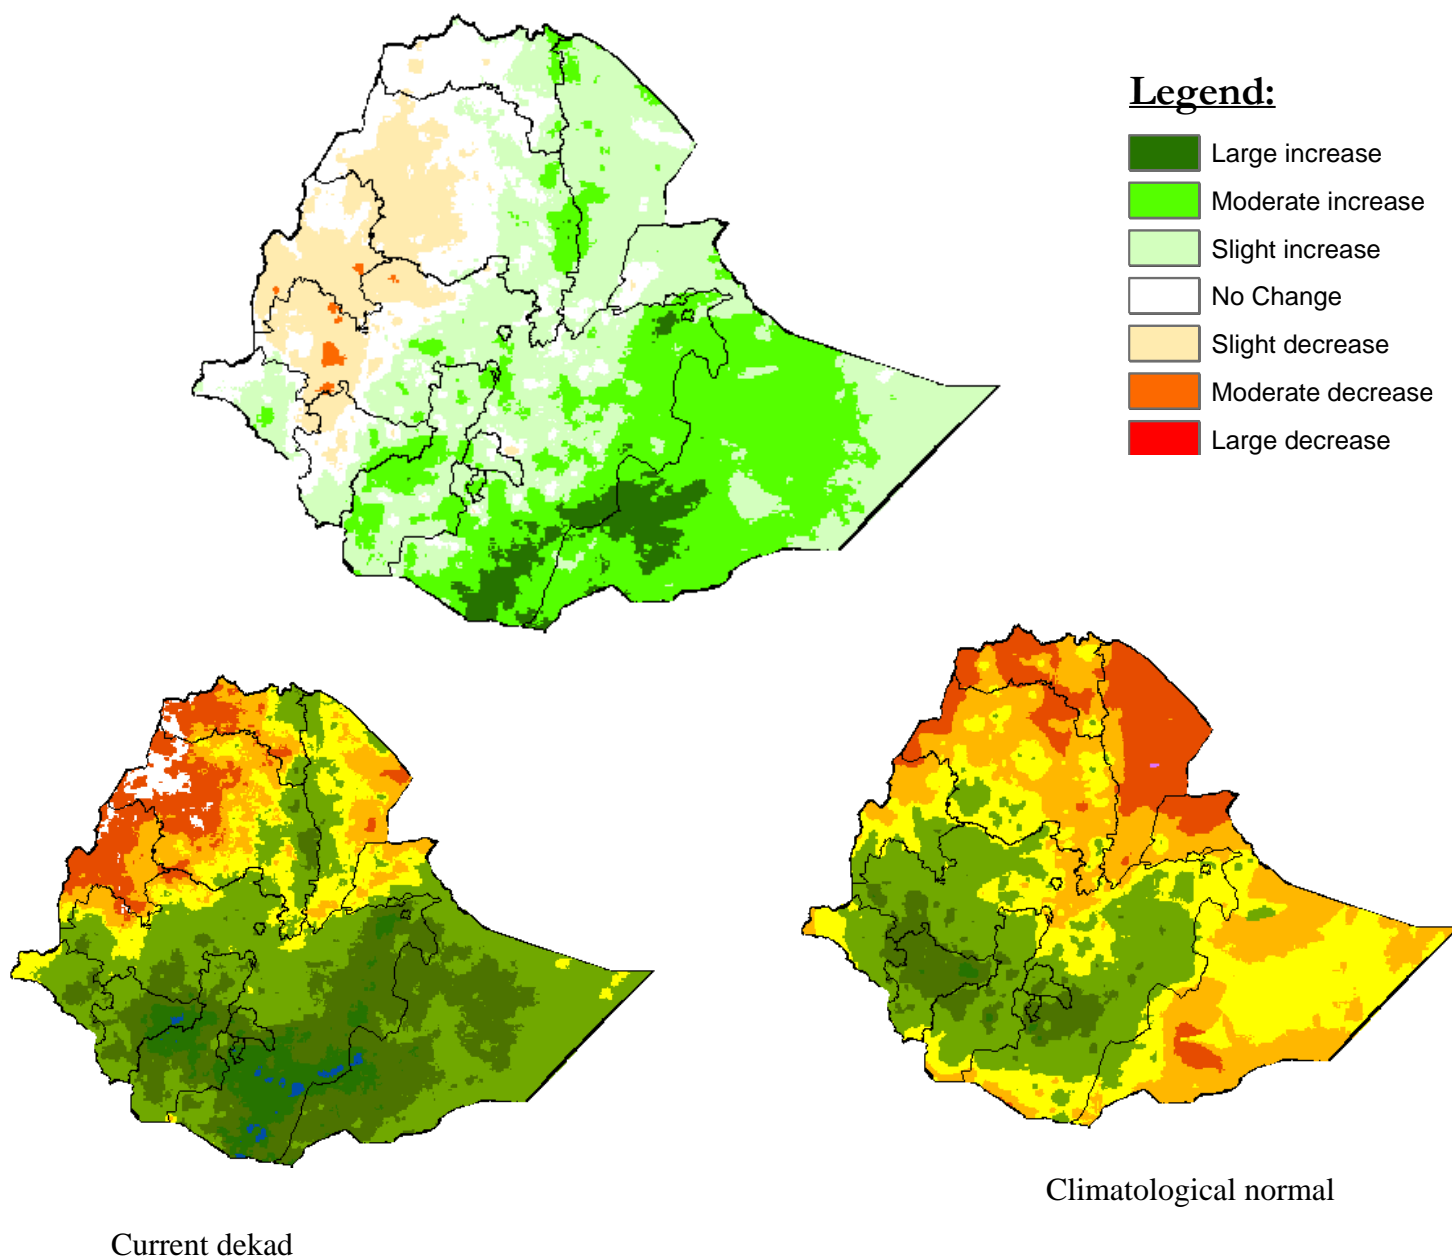 Legend:
Large increase
Moderate increase
Slight increase
No Change
Slight decrease
Moderate decrease
Large decrease
Climatological normal
Current dekad